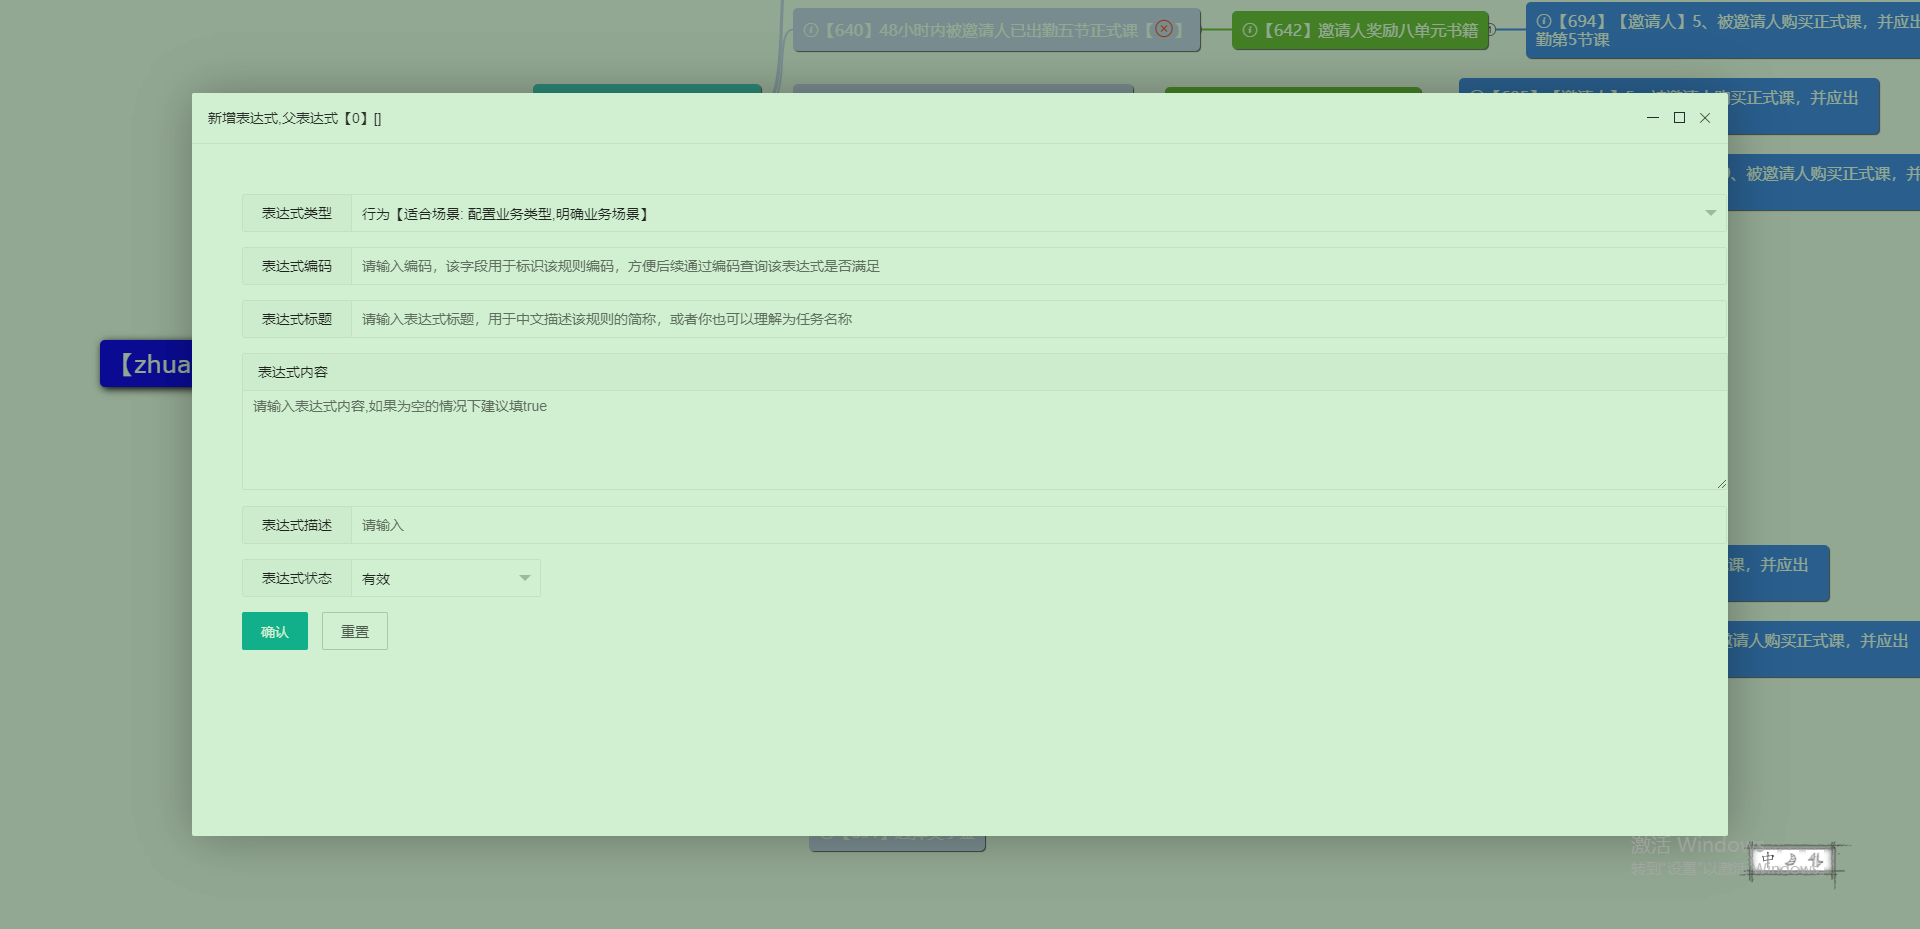 【640】48小时内被邀请人已出勤五节正式课【 】
【642】邀请人奖励八单元书籍
【694】【邀请人】5、被邀请人购买正式课，并应出
勤第5节课
买正式课，并应出
、被邀请人购买正式课，并
新增表达式,父表达式【0】[]
表达式类型
行为【适合场景: 配置业务类型,明确业务场景】
表达式编码
请输入编码，该字段用于标识该规则编码，方便后续通过编码查询该表达式是否满足
表达式标题
请输入表达式标题，用于中文描述该规则的简称，或者你也可以理解为任务名称
【zhua
表达式内容
请输入表达式内容,如果为空的情况下建议填true
表达式描述
请输入
课，并应出
表达式状态
有效
确认
重置
请人购买正式课，并应出
激活 Windows
转到"设置"以激活 Windows
中